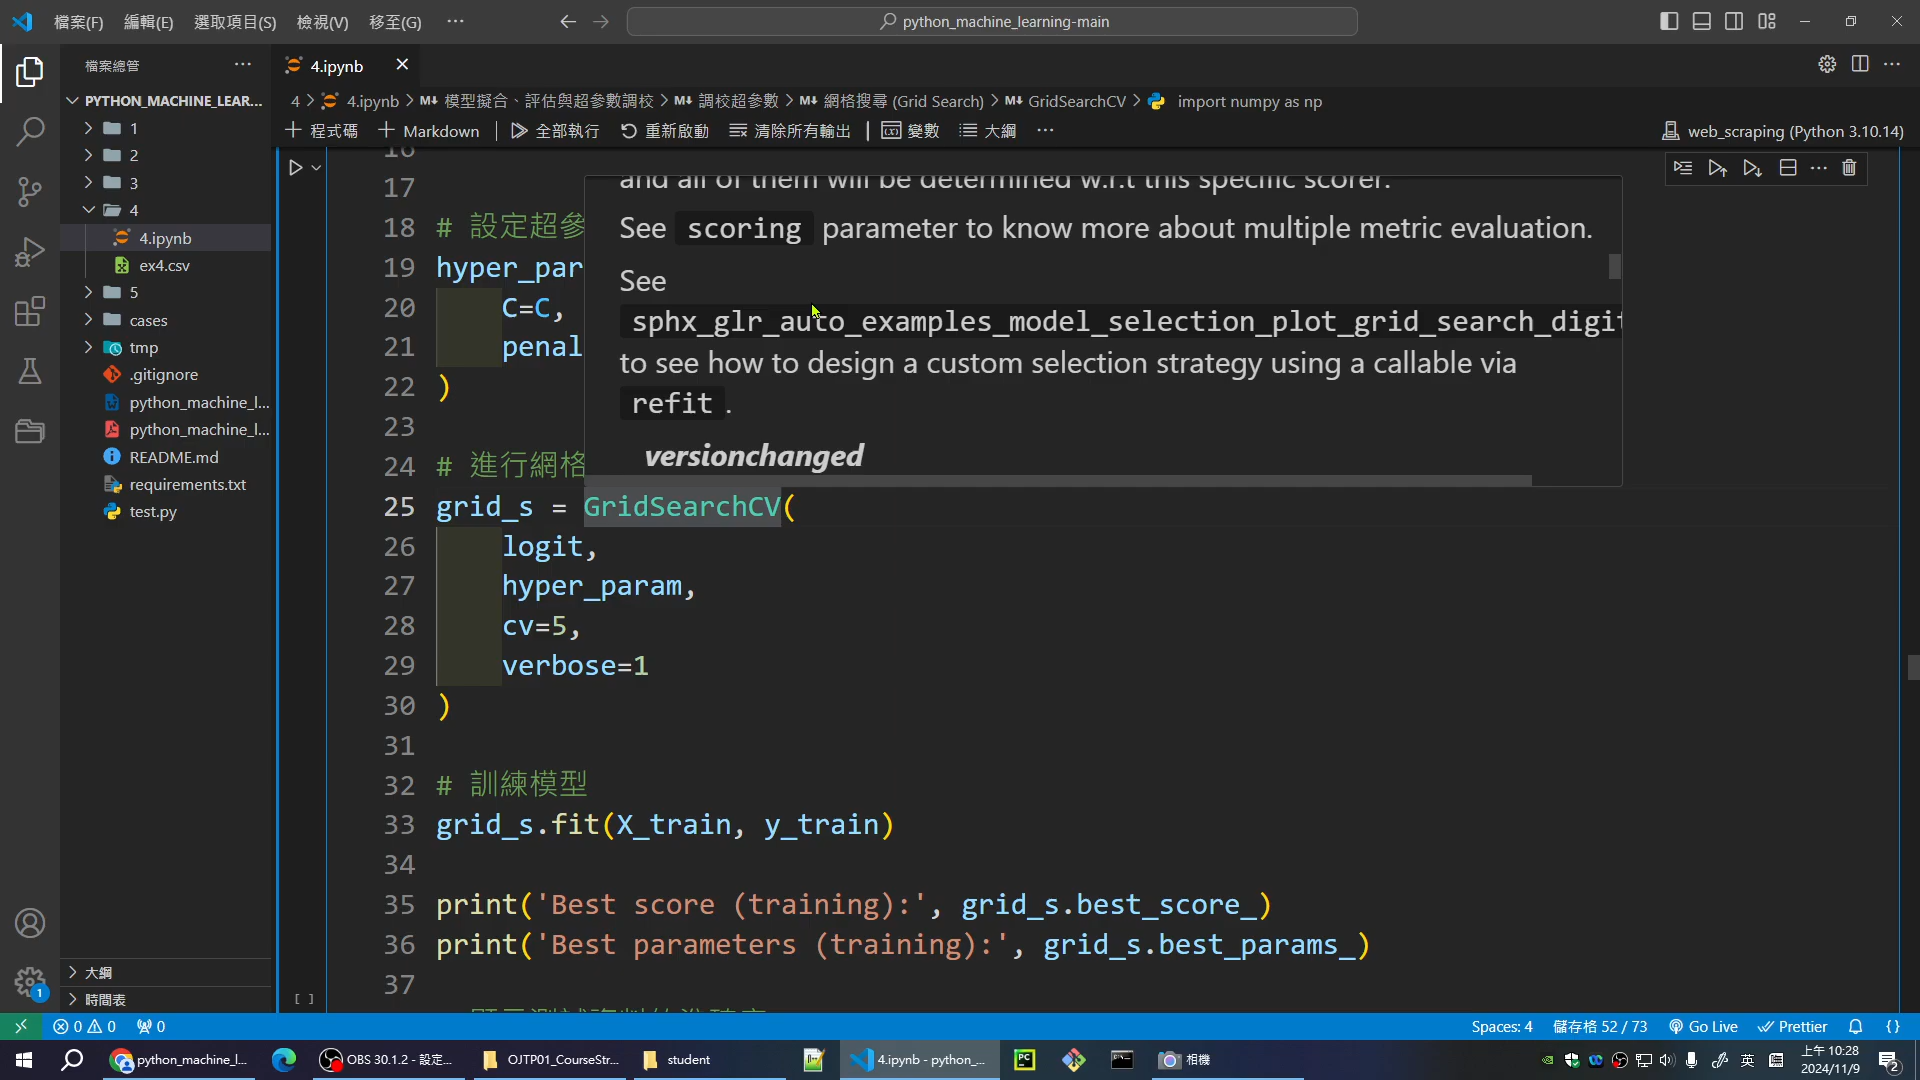 檔案(F) 編輯(E) 選取項目(S) 檢視(V) 移至(G) ··· python_machine_learning-main
檔案總管 ···
4.ipynb
PYTHON_MACHINE_LEAR...
1
2
3
4
4.ipynb
ex4.csv
5
cases
tmp
.gitignore
python_machine_l...
python_machine_l...
README.md
requirements.txt
test.py
大綱
時間表
1
4 > 4.ipynb > M↓ 模型擬合、評估與超參數調校 > M↓ 調校超參數 > M↓ 網格搜尋 (Grid Search) > M↓ GridSearchCV > import numpy as np
程式碼 Markdown 全部執行 重新啟動 清除所有輸出 變數 大綱 ··· web_scraping (Python 3.10.14)
and all of them will be determined w.r.t this specific scorer.
See scoring parameter to know more about multiple metric evaluation.
See
sphx_glr_auto_examples_model_selection_plot_grid_search_digit
to see how to design a custom selection strategy using a callable via
refit .
versionchanged
16
17
18 # 設定超參
19 hyper_par
20 C=C,
21 penal
22 )
23
24 # 進行網格
25 grid_s = GridSearchCV(
26 logit,
27 hyper_param,
28 cv=5,
29 verbose=1
30 )
31
32 # 訓練模型
33 grid_s.fit(X_train, y_train)
34
35 print('Best score (training):', grid_s.best_score_)
36 print('Best parameters (training):', grid_s.best_params_)
37
[ ]
0 0 0 Spaces: 4 儲存格 52 / 73 Go Live Prettier {}
python_machine_l... OBS 30.1.2 - 設定... OJTP01_CourseStr... student 4.ipynb - python_... PC 相機 英 上午 10:28
2024/11/9 2